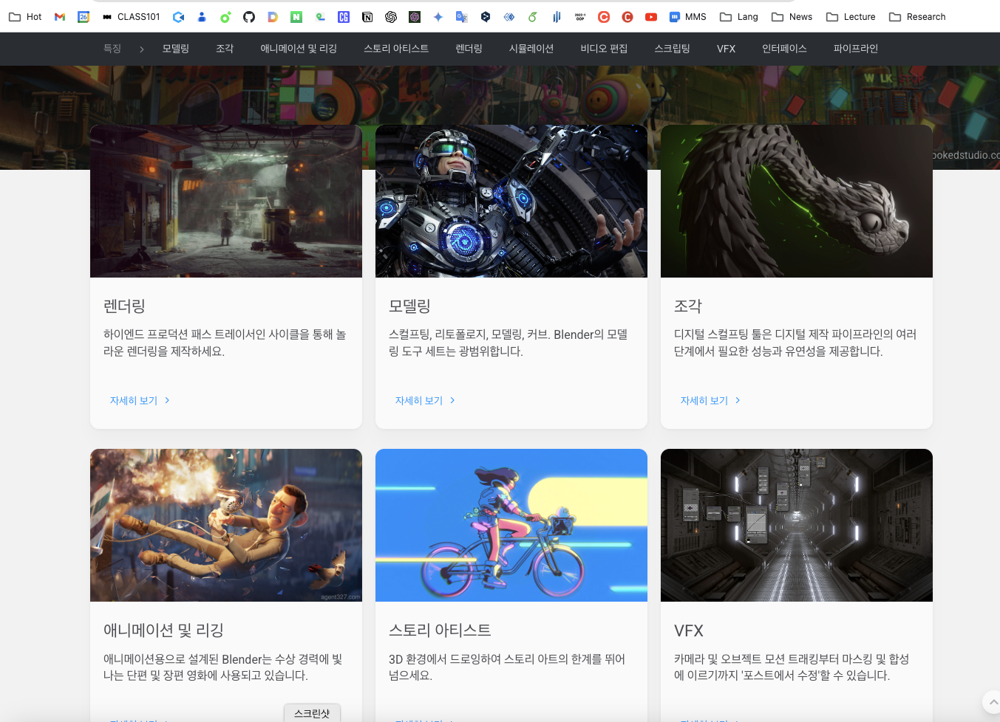 Hot
CLASS101
MMS
Lang
News
Lecture
Research
특징
모델링
조각
애니메이션 및 리깅
스토리 아티스트
렌더링
시뮬레이션
비디오 편집
스크립팅
VFX
인터페이스
파이프라인
렌더링
하이엔드 프로덕션 패스 트레이서인 사이클을 통해 놀
라운 렌더링을 제작하세요.
자세히 보기
모델링
스컬프팅, 리토폴로지, 모델링, 커브. Blender의 모델
링 도구 세트는 광범위합니다.
자세히 보기
조각
디지털 스컬프팅 툴은 디지털 제작 파이프라인의 여러
단계에서 필요한 성능과 유연성을 제공합니다.
자세히 보기
agent327.com
애니메이션 및 리깅
애니메이션용으로 설계된 Blender는 수상 경력에 빛
나는 단편 및 장편 영화에 사용되고 있습니다.
스토리 아티스트
3D 환경에서 드로잉하여 스토리 아트의 한계를 뛰어
넘으세요.
VFX
카메라 및 오브젝트 모션 트래킹부터 마스킹 및 합성
에 이르기까지 '포스트에서 수정'할 수 있습니다.
스크린샷